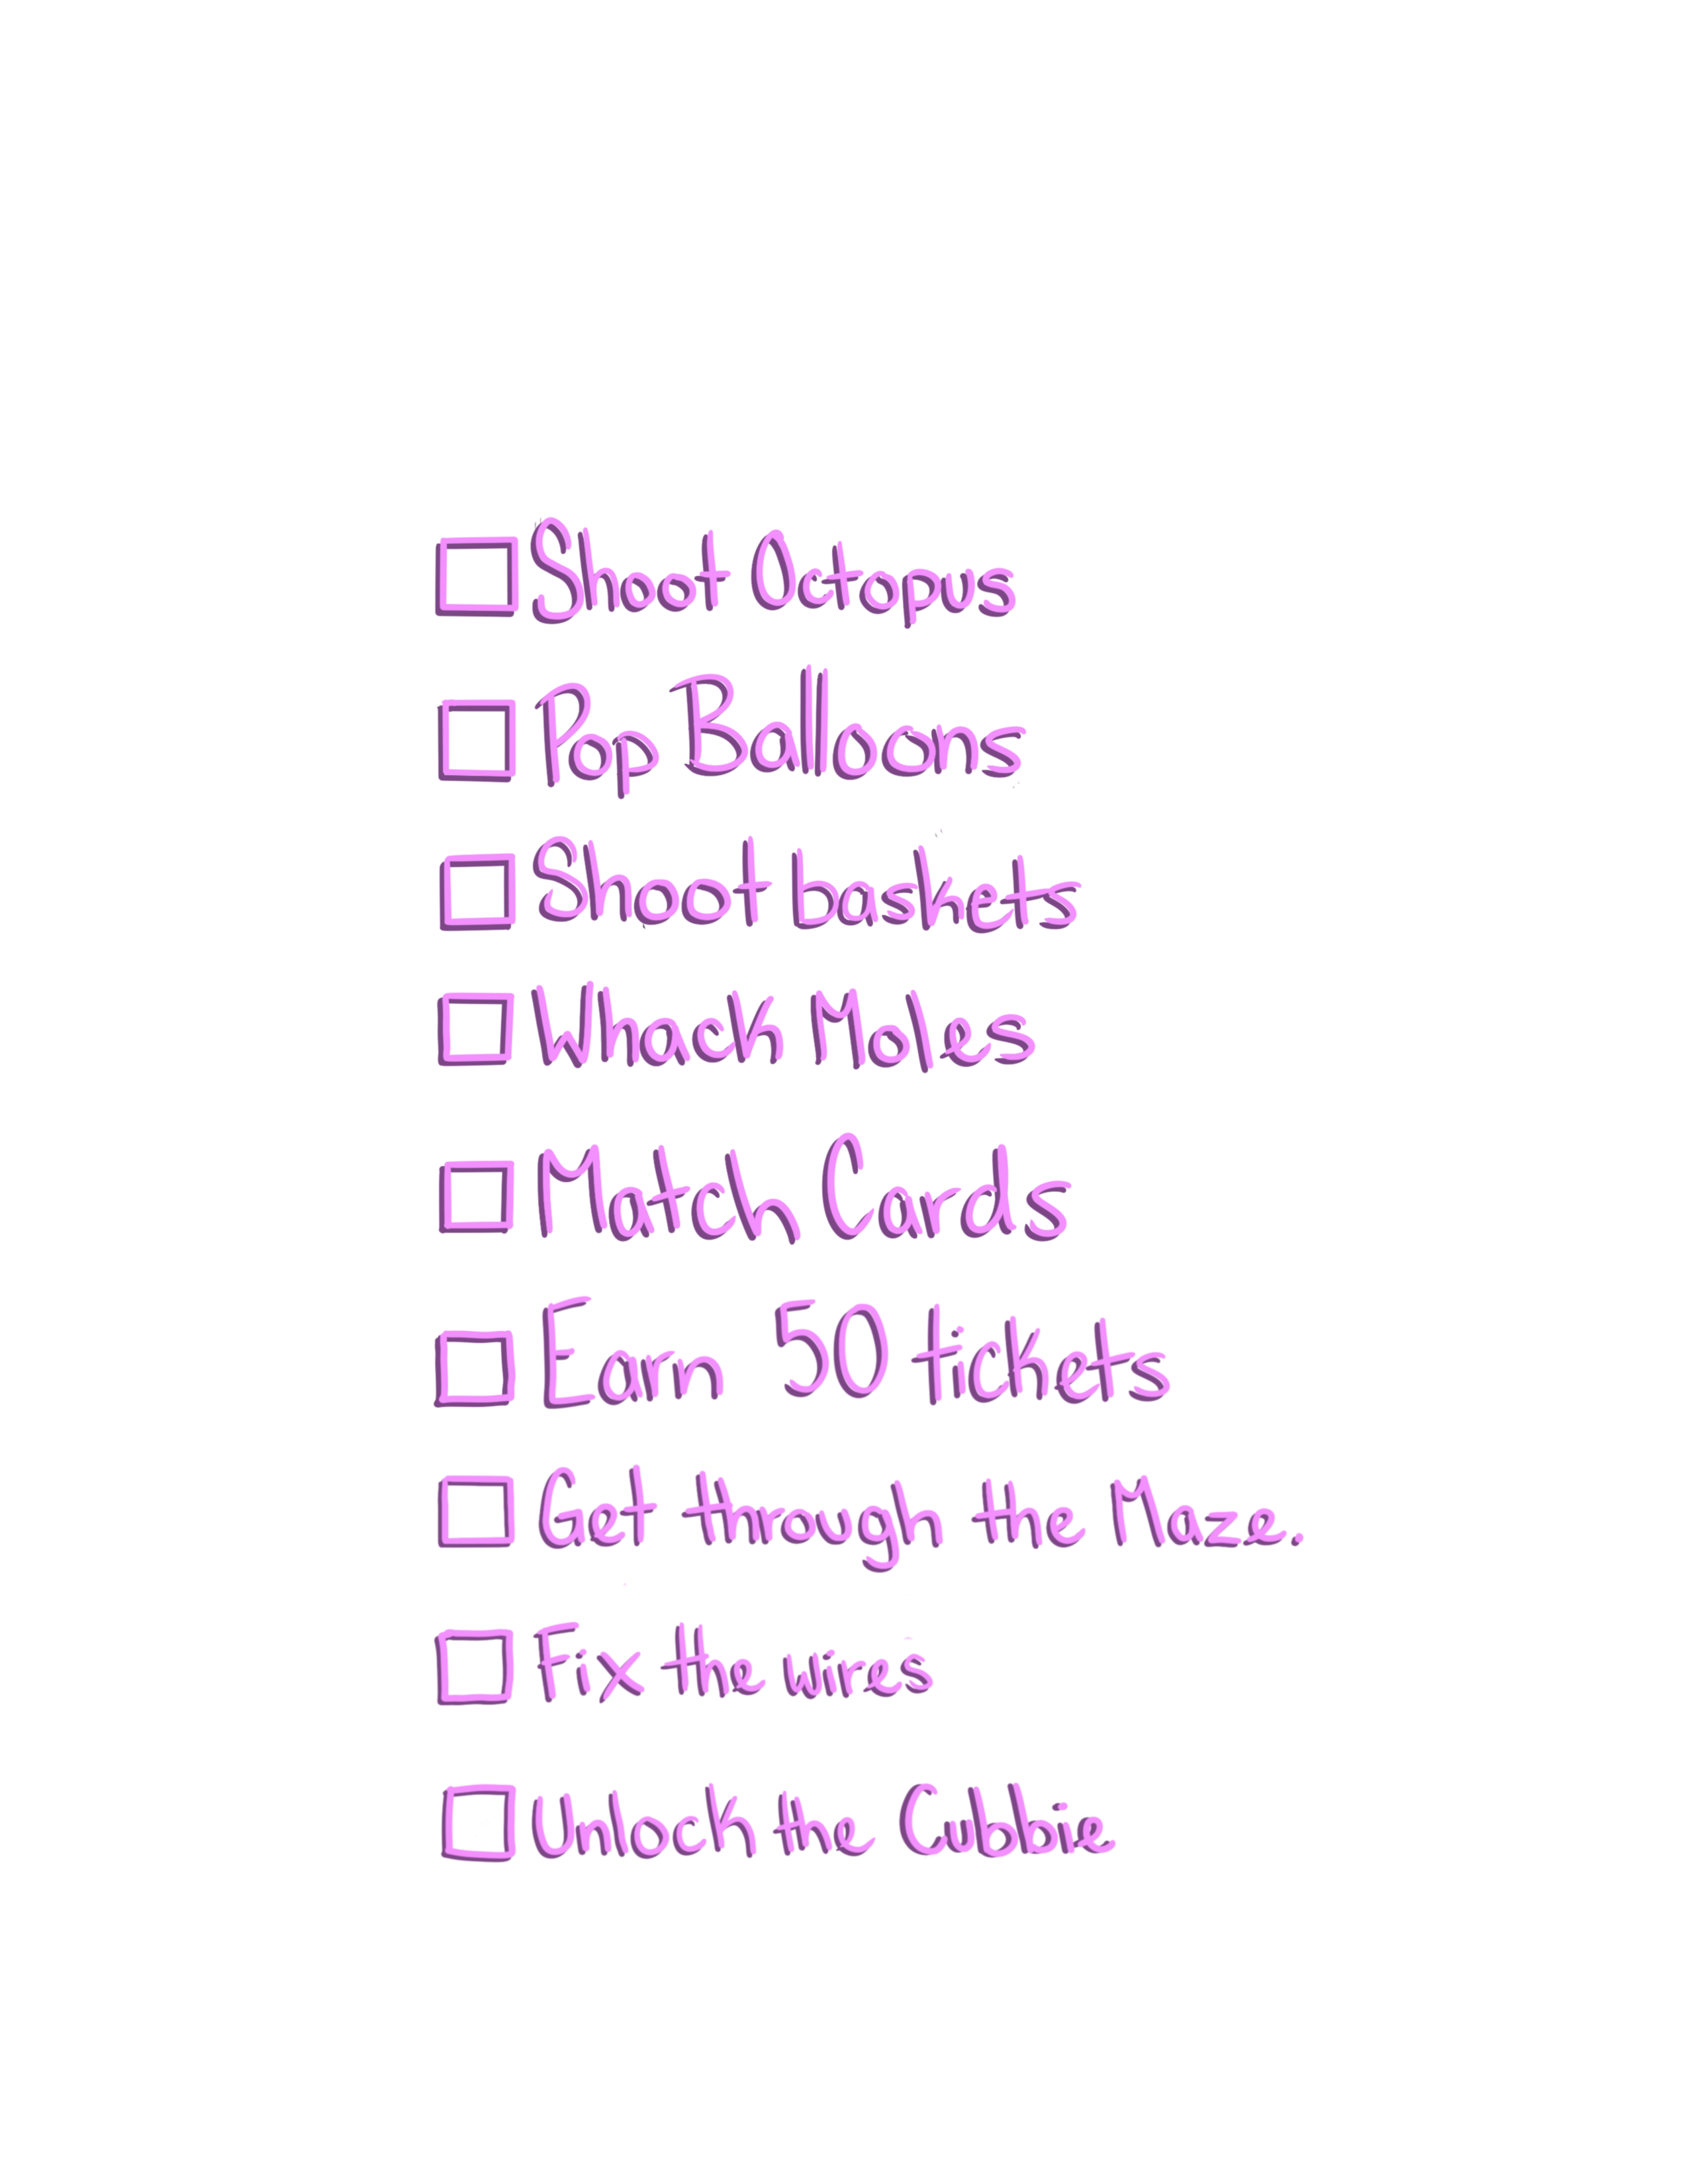 Shoot Octopus
Pop Balloons
Shoot baskets
Whack Moles
Match Cards
Earn 50 tickets
Get through the Maze.
Fix the wires
Unlock the Cubbie